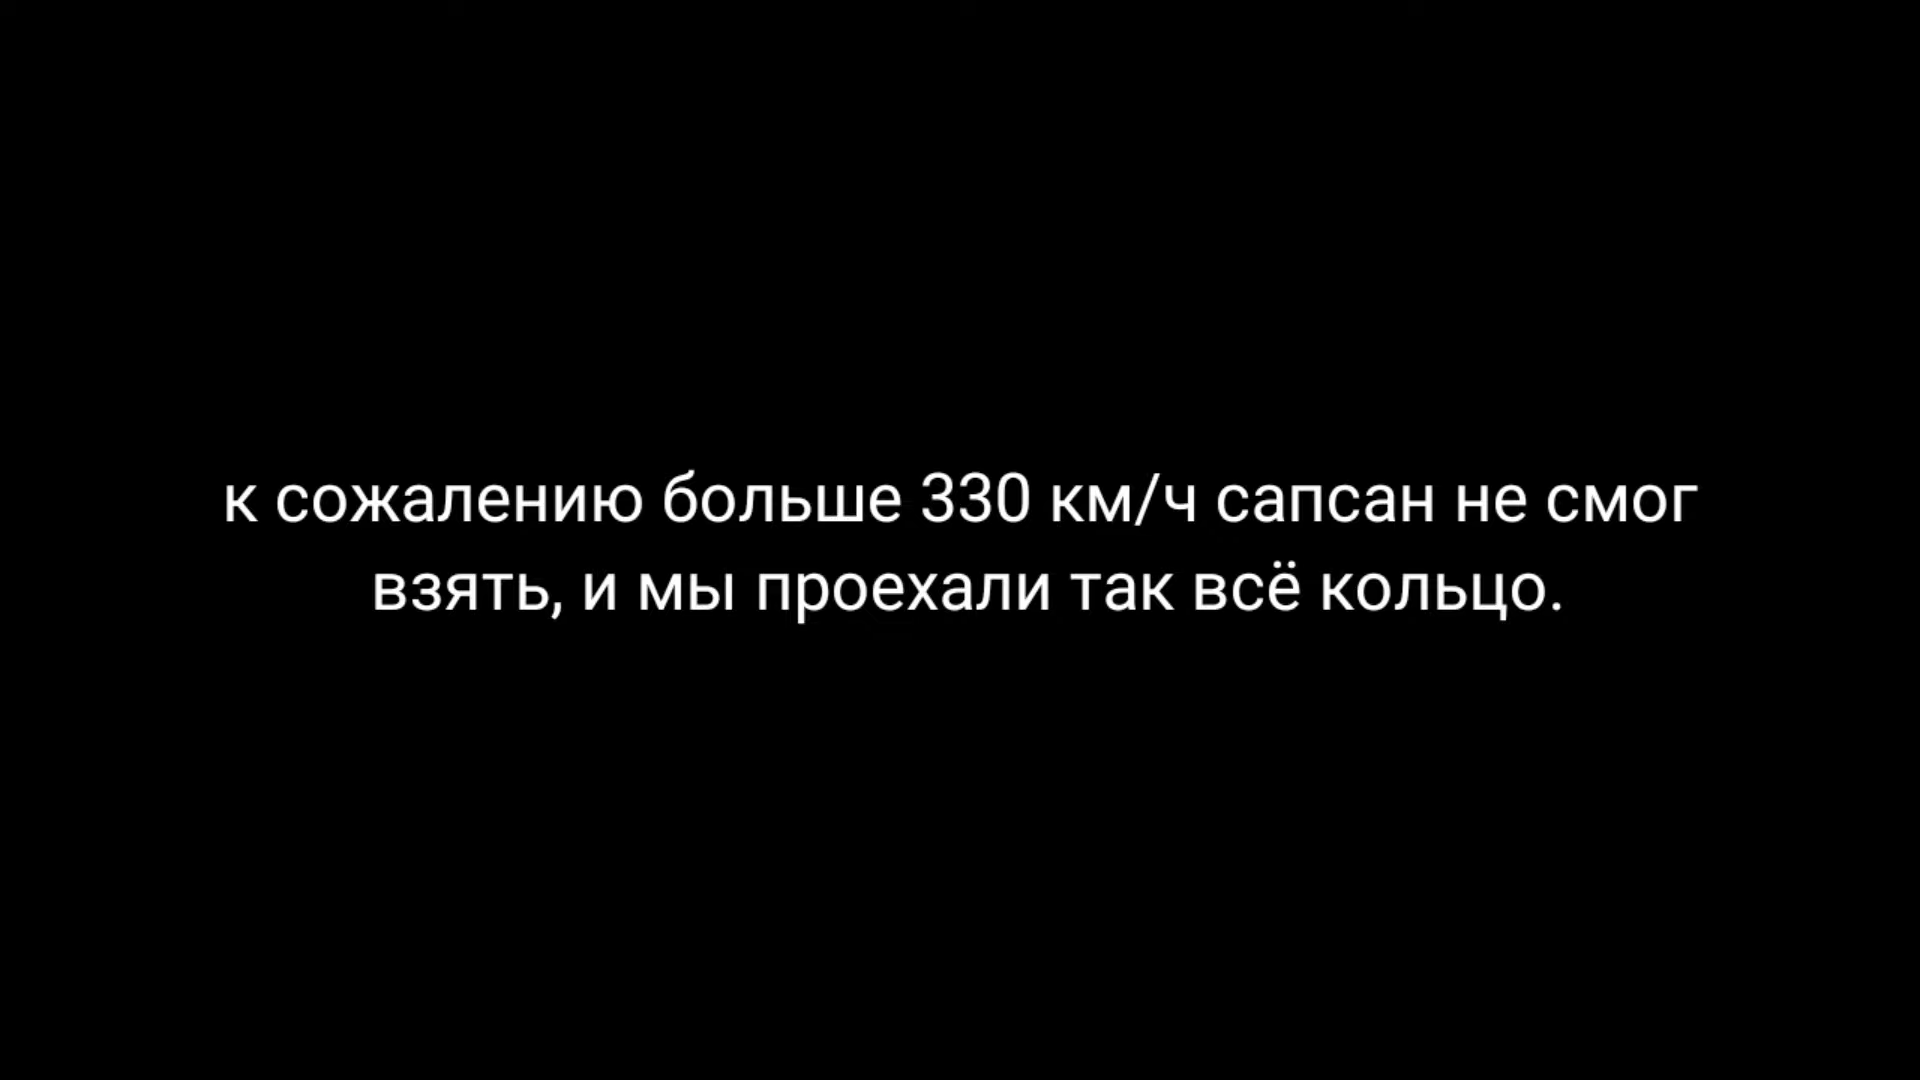 к сожалению больше 330 км/ч сапсан не смог
взять, и мы проехали так всё кольцо.